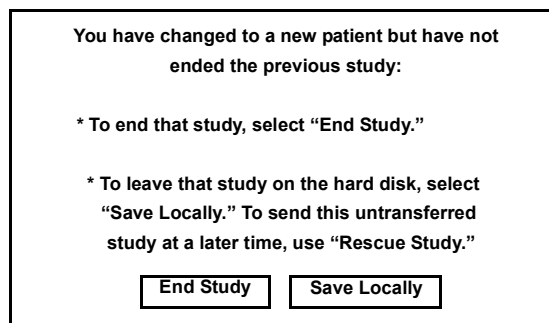 You have changed to a new patient but have not
ended the previous study:
* To end that study, select “End Study.”
* To leave that study on the hard disk, select
“Save Locally.” To send this untransferred
study at a later time, use “Rescue Study.”
End Study Save Locally